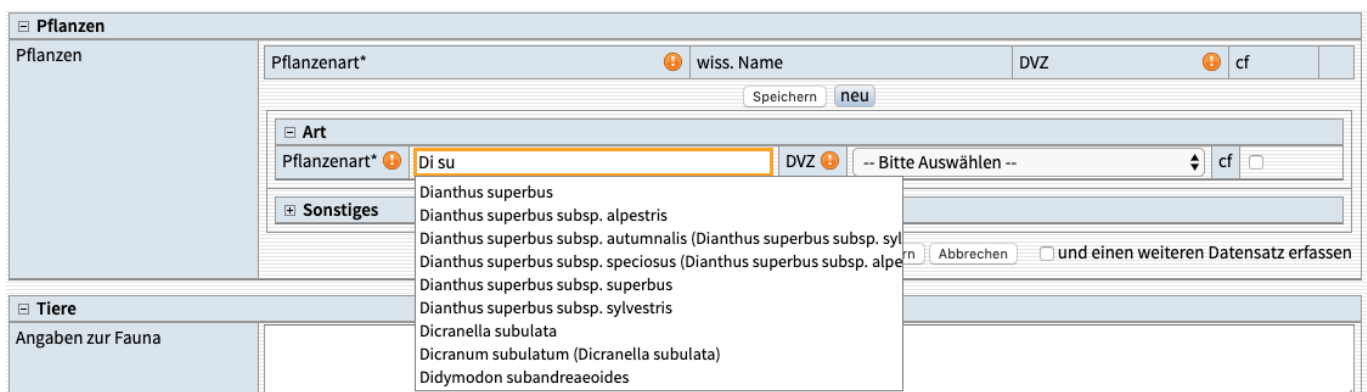 Pflanzen
Pflanzen
Pflanzenart* wiss. Name DVZ cf
Speichern neu
Art
Pflanzenart* Di su DVZ -- Bitte Auswählen -- cf
Dianthus superbus
Sonstiges
Dianthus superbus subsp. alpestris
Dianthus superbus subsp. autumnalis (Dianthus superbus subsp. syl
Dianthus superbus subsp. speciosus (Dianthus superbus subsp. alpe
rn Abbrechen und einen weiteren Datensatz erfassen
Dianthus superbus subsp. superbus
Dianthus superbus subsp. sylvestris
Dicranella subulata
Dicranum subulatum (Dicranella subulata)
Didymodon subandreaeoides
Tiere
Angaben zur Fauna